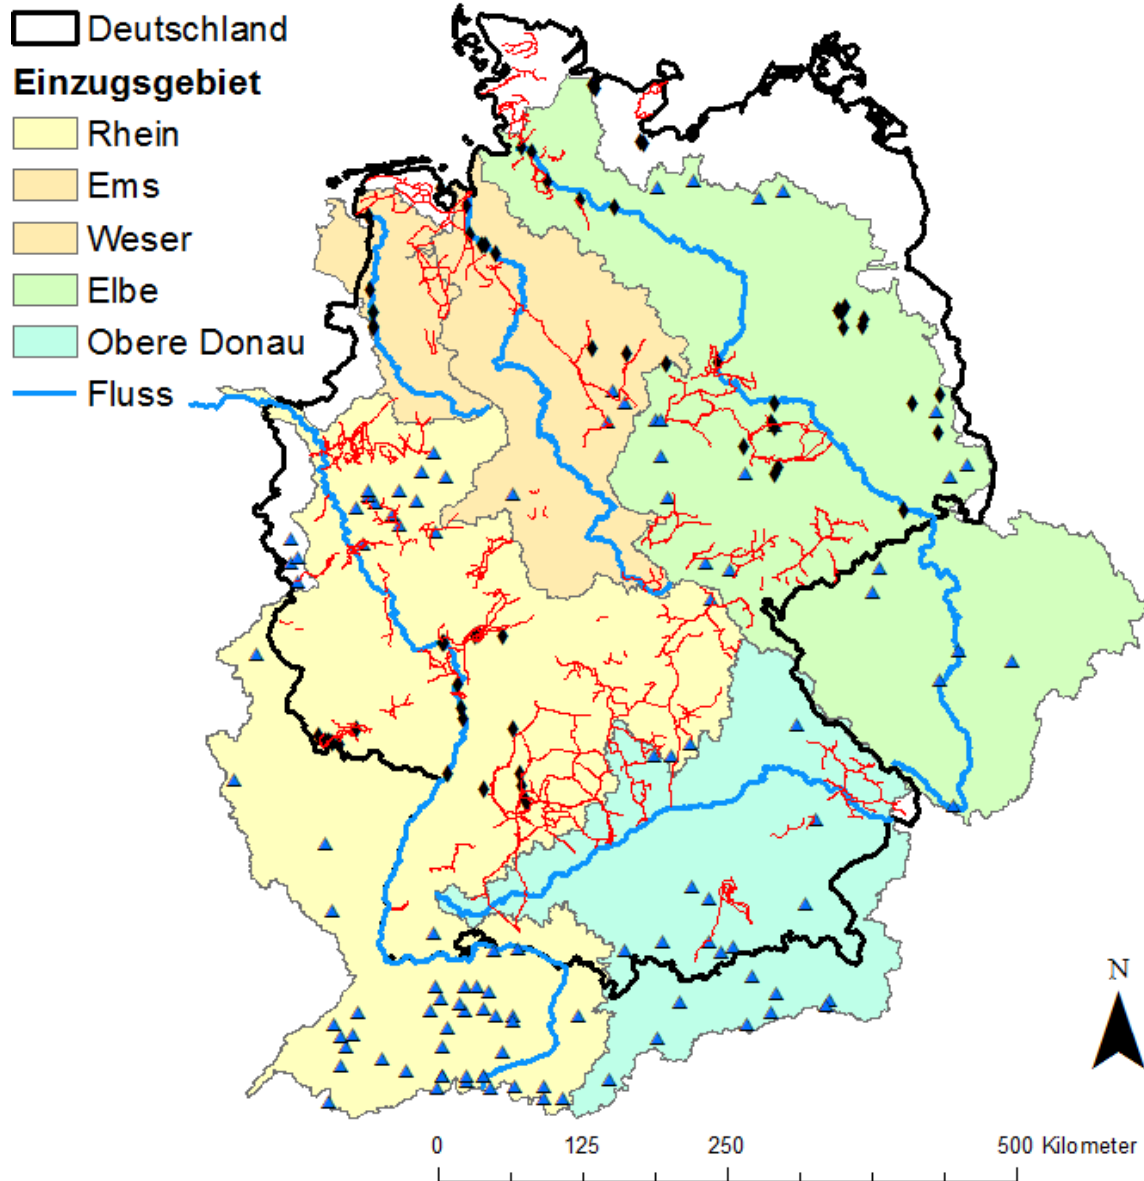 Deutschland
Einzugsgebiet
Rhein
Ems
Weser
Elbe
Obere Donau
Fluss
N
0 125 250 500 Kilometer